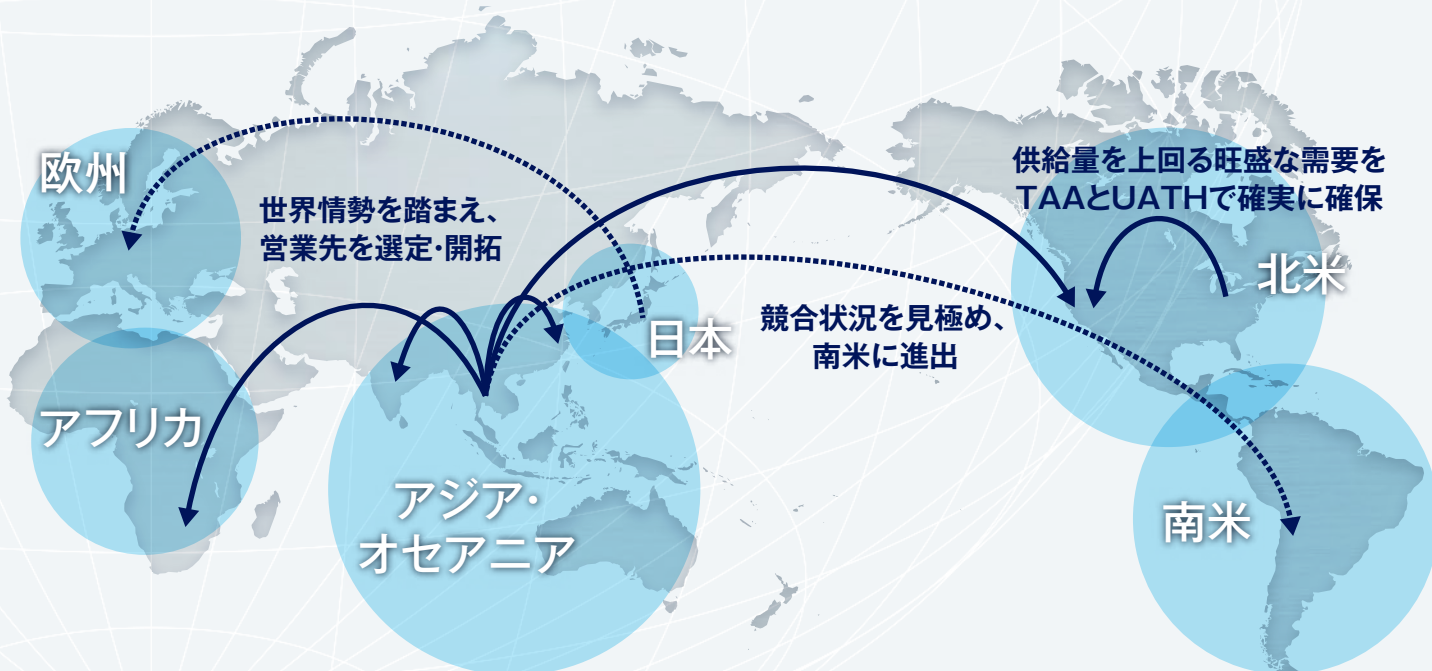 欧州
世界情勢を踏まえ、
営業先を選定・開拓
供給量を上回る旺盛な需要を
TAAとUATHで確実に確保
北米
日本
競合状況を見極め、
南米に進出
アフリカ
アジア・
オセアニア
南米